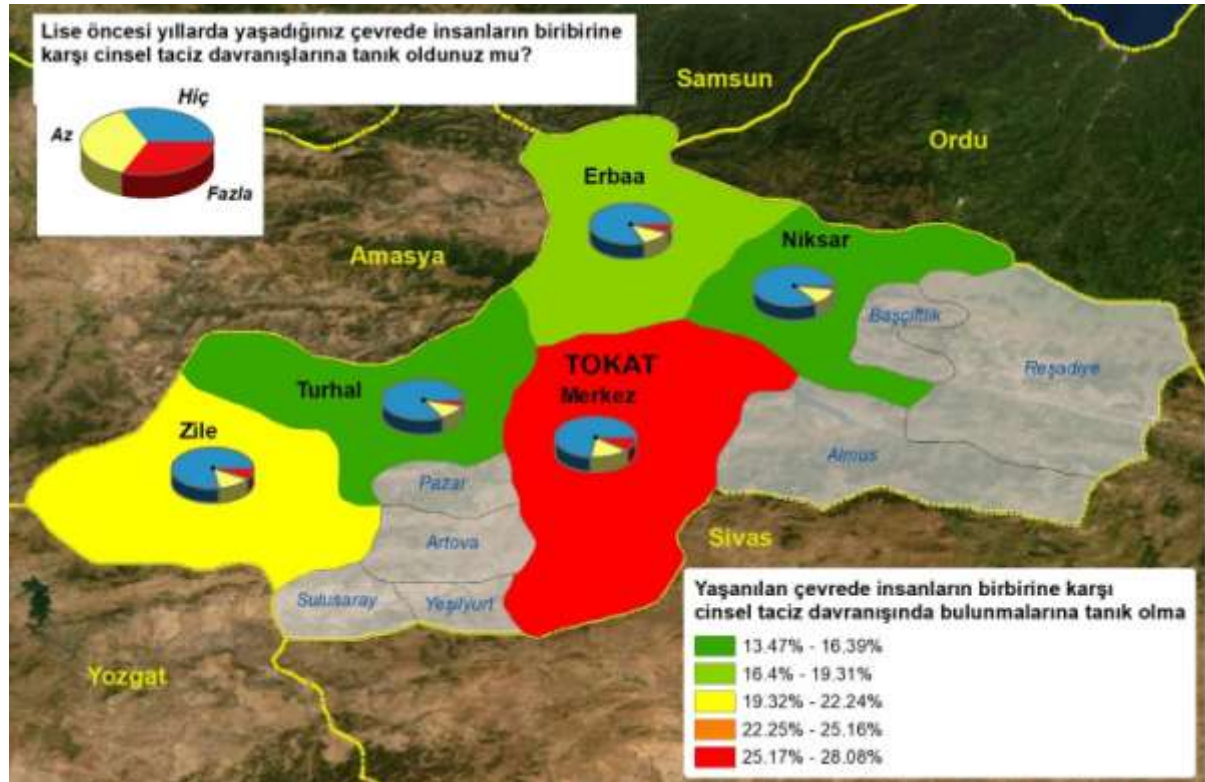 Lise öncesi yıllarda yaşadığınız çevrede insanların biribirine
karşı cinsel taciz davranışlarına tanık oldunuz mu?
Hiç
Az
Fazla
Samsun
Ordu
Erbaa
Niksar
Amasya
Başçiftlik
Reşadiye
TOKAT
Turhal
Merkez
Zile
Almus
Pazar
Artova
Sivas
Sulusaray
Yeşilyurt
Yozgat
Yaşanılan çevrede insanların birbirine karşı
cinsel taciz davranışında bulunmalarına tanık olma
13.47% - 16.39%
16.4% - 19.31%
19.32% - 22.24%
22.25% - 25.16%
25.17% - 28.08%